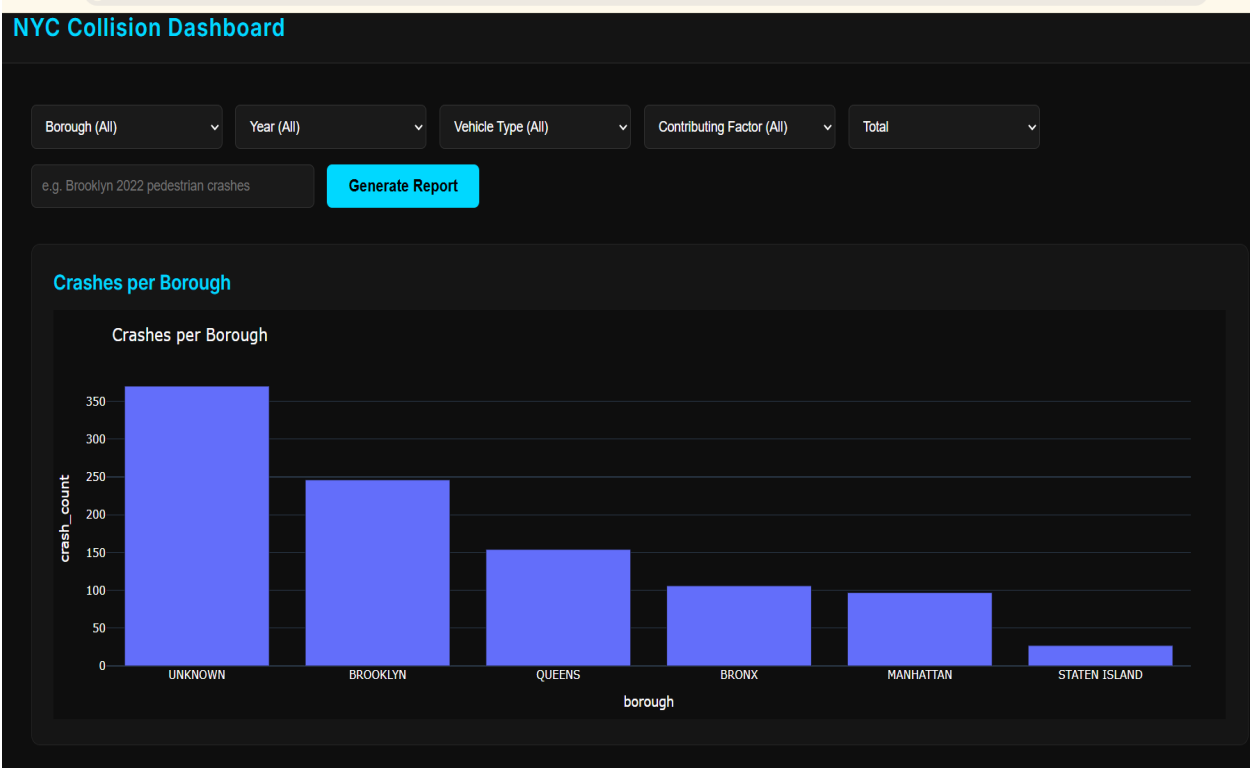 NYC Collision Dashboard
Borough (All) Year (All) Vehicle Type (All) Contributing Factor (All) Total
e.g. Brooklyn 2022 pedestrian crashes Generate Report
Crashes per Borough
Crashes per Borough
350
300
250
200
150
100
50
0
crash_count
UNKNOWN BROOKLYN QUEENS BRONX MANHATTAN STATEN ISLAND
borough